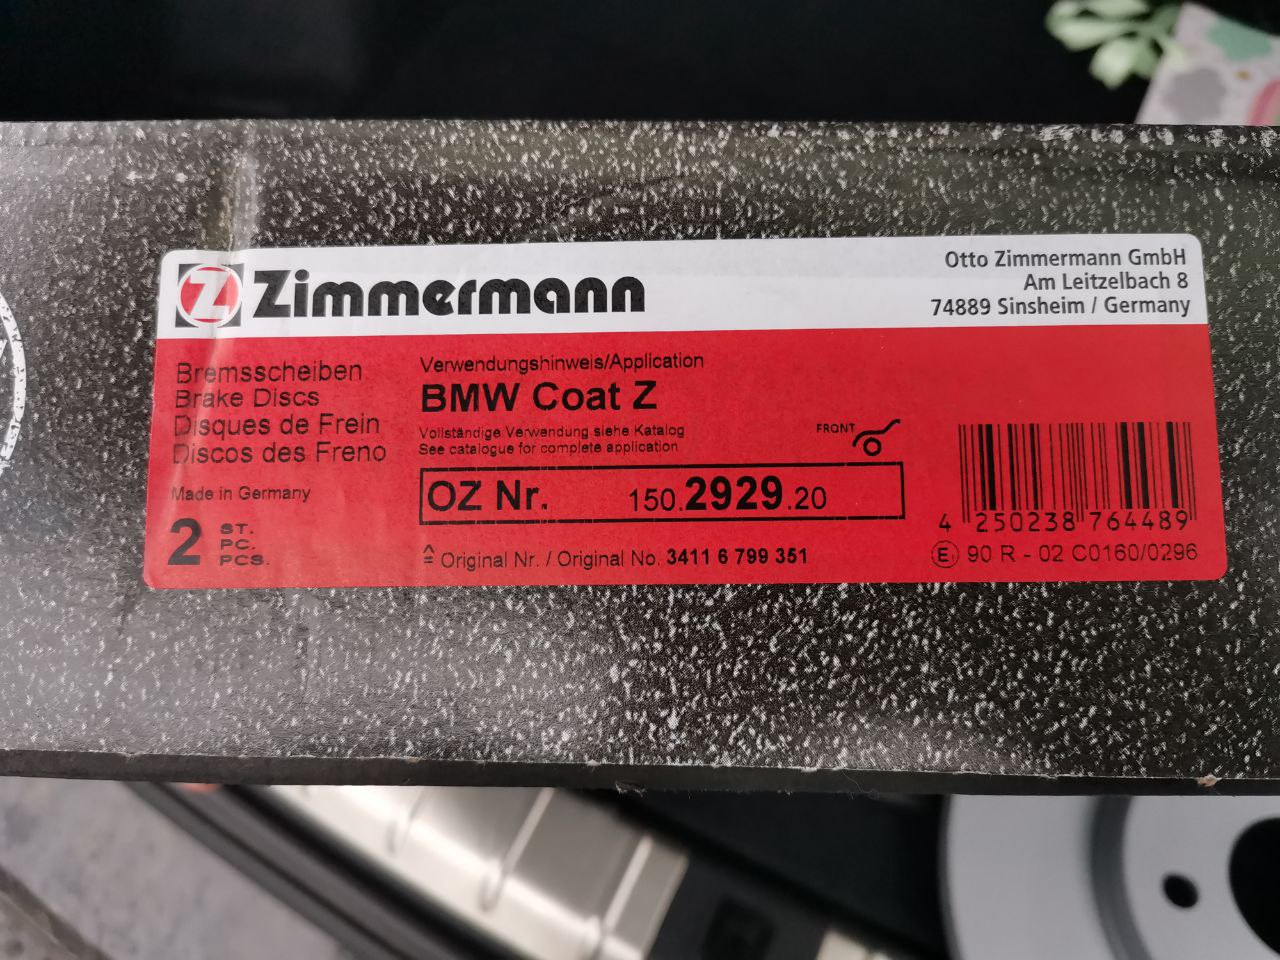 Z Zimmermann
Otto Zimmermann GmbH
Am Leitzelbach 8
74889 Sinsheim / Germany
Bremsscheiben
Brake Discs
Disques de Frein
Discos des Freno
Made in Germany
2 ST.
PC.
PCS.
Verwendungshinweis/Application
BMW Coat Z
Vollständige Verwendung siehe Katalog
See catalogue for complete application
FRONT
OZ Nr. 150.2929.20
≙ Original Nr. / Original No. 3411 6 799 351
4 250238 764489
E 90 R - 02 C0160/0296